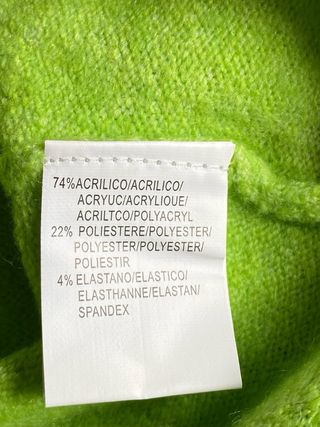 74%ACRILICO/ACRILICO/
ACRYUC/ACRYLIQUE/
ACRILTCO/POLYACRYL
22% POLIESTERE/POLYESTER/
POLYESTER/POLYESTER/
POLIESTIR
4% ELASTANO/ELASTICO/
ELASTHANNE/ELASTAN/
SPANDEX